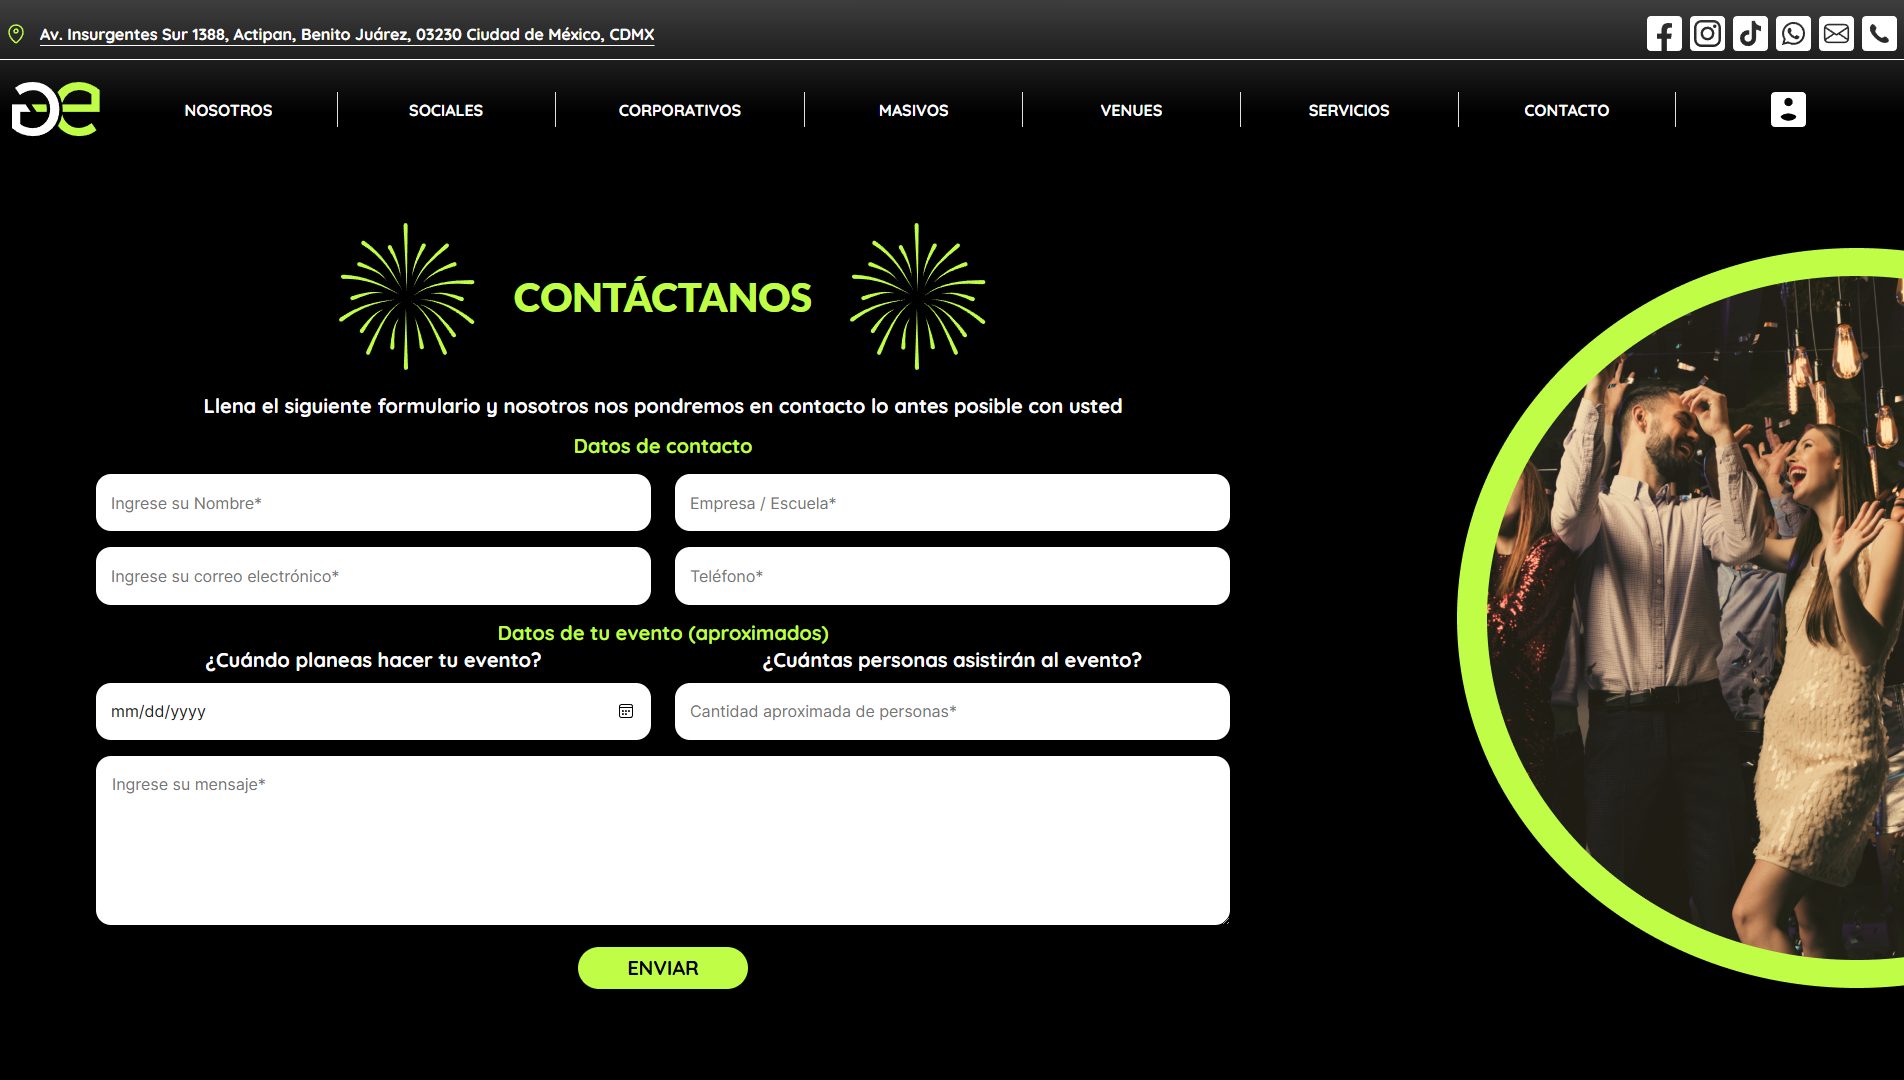 Av. Insurgentes Sur 1388, Actipan, Benito Juárez, 03230 Ciudad de México, CDMX
NOSOTROS
SOCIALES
CORPORATIVOS
MASIVOS
VENUES
SERVICIOS
CONTACTO
CONTÁCTANOS
Llena el siguiente formulario y nosotros nos pondremos en contacto lo antes posible con usted
Datos de contacto
Ingrese su Nombre*
Empresa / Escuela*
Ingrese su correo electrónico*
Teléfono*
Datos de tu evento (aproximados)
¿Cuándo planeas hacer tu evento?
¿Cuántas personas asistirán al evento?
mm/dd/yyyy
Cantidad aproximada de personas*
Ingrese su mensaje*
ENVIAR